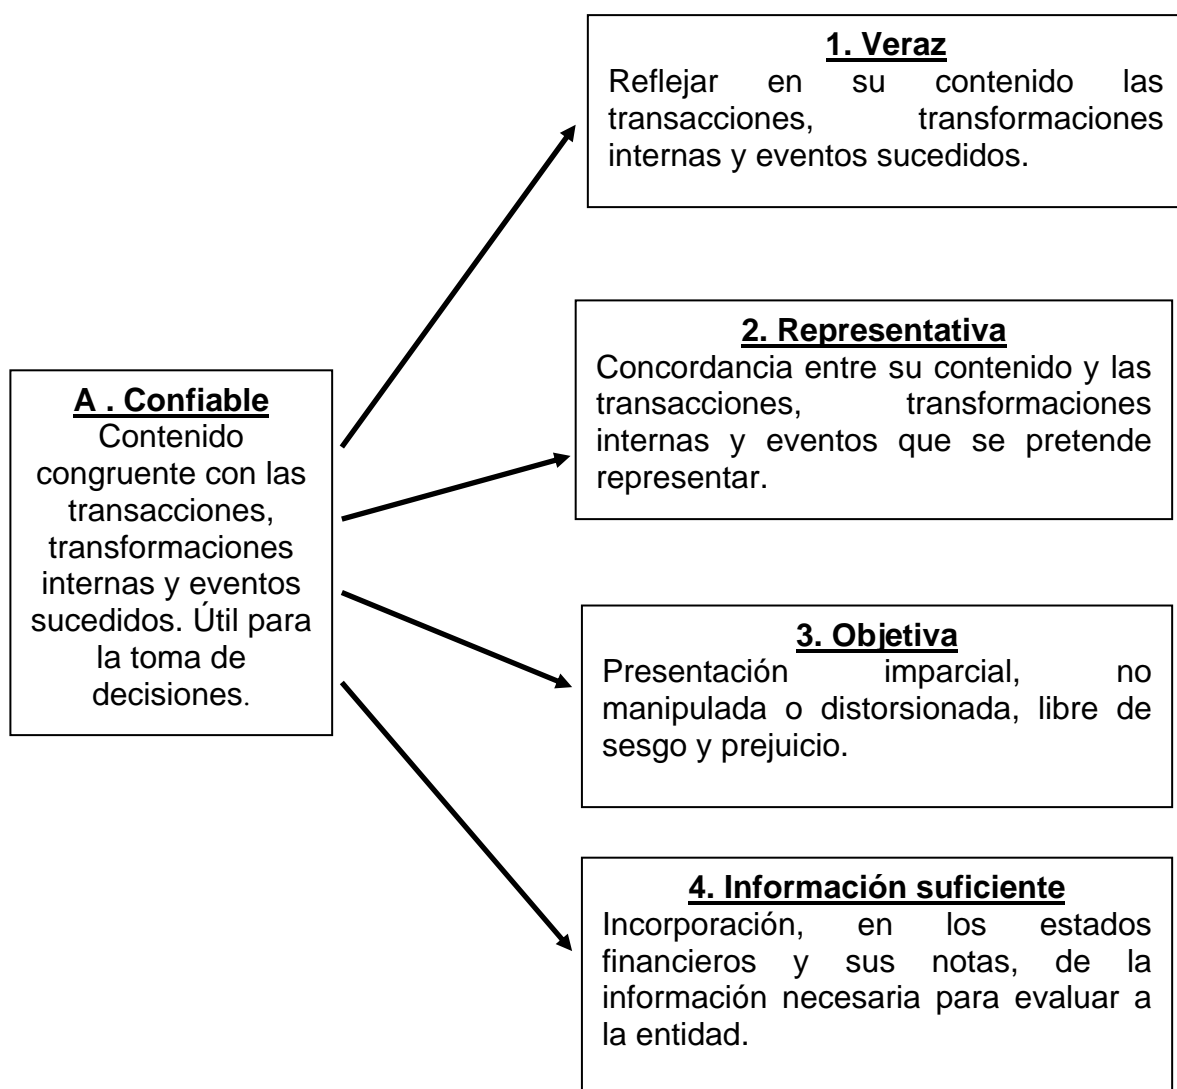 1. Veraz
Reflejar en su contenido las
transacciones, transformaciones
internas y eventos sucedidos.
2. Representativa
Concordancia entre su contenido y las
transacciones, transformaciones
internas y eventos que se pretende
representar.
A . Confiable
Contenido
congruente con las
transacciones,
transformaciones
internas y eventos
sucedidos. Útil para
la toma de
decisiones.
3. Objetiva
Presentación imparcial, no
manipulada o distorsionada, libre de
sesgo y prejuicio.
4. Información suficiente
Incorporación, en los estados
financieros y sus notas, de la
información necesaria para evaluar a
la entidad.